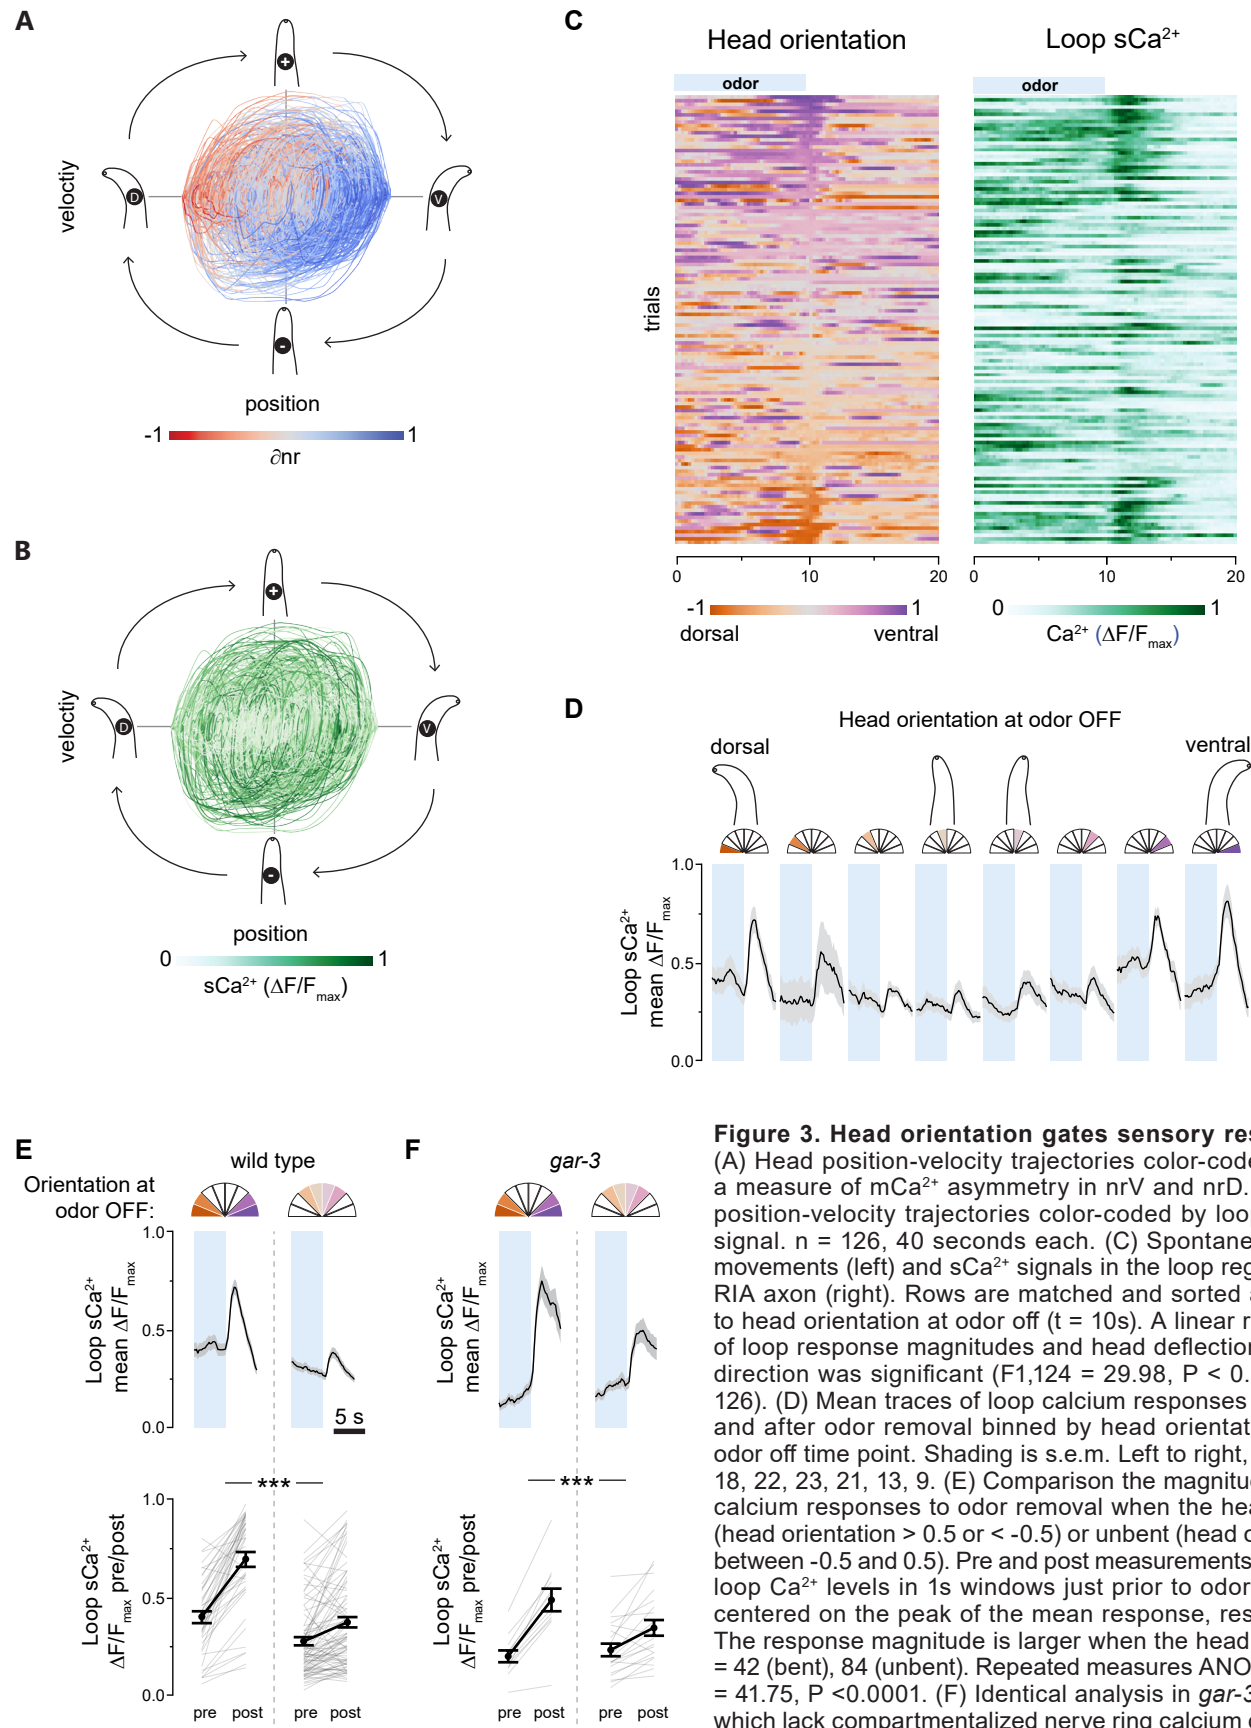 A
+
D
V
-
veloctiy
position
-1 1
∂nr
B
+
D
V
-
veloctiy
position
0 1
sCa²⁺ (ΔF/Fmax)
C
Head orientation Loop sCa²⁺
odor odor
trials
0 10 20 0 10 20
-1 1 0 1
dorsal ventral
Ca²⁺ (ΔF/Fmax)
D
Head orientation at odor OFF
dorsal ventral
Loop sCa²⁺
mean ΔF/Fmax
1.0
0.5
0.0
E
wild type
Orientation at
odor OFF:
Loop sCa²⁺
mean ΔF/Fmax
1.0
0.5
0.0
5 s
***
Loop sCa²⁺
ΔF/Fmax pre/post
1.0
0.5
0.0
pre post pre post
F
gar-3
***
Loop sCa²⁺
mean ΔF/Fmax
Loop sCa²⁺
ΔF/Fmax pre/post
pre post pre post
Figure 3. Head orientation gates sensory res
(A) Head position-velocity trajectories color-code
a measure of mCa²⁺ asymmetry in nrV and nrD.
position-velocity trajectories color-coded by loop
signal. n = 126, 40 seconds each. (C) Spontane
movements (left) and sCa²⁺ signals in the loop reg
RIA axon (right). Rows are matched and sorted a
to head orientation at odor off (t = 10s). A linear r
of loop response magnitudes and head deflection
direction was significant (F1,124 = 29.98, P < 0.
126). (D) Mean traces of loop calcium responses
and after odor removal binned by head orientat
odor off time point. Shading is s.e.m. Left to right,
18, 22, 23, 21, 13, 9. (E) Comparison the magnitud
calcium responses to odor removal when the hea
(head orientation > 0.5 or < -0.5) or unbent (head o
between -0.5 and 0.5). Pre and post measurements
loop Ca²⁺ levels in 1s windows just prior to odor
centered on the peak of the mean response, res
The response magnitude is larger when the head
= 42 (bent), 84 (unbent). Repeated measures ANO
= 41.75, P <0.0001. (F) Identical analysis in gar-3
which lack compartmentalized nerve ring calcium